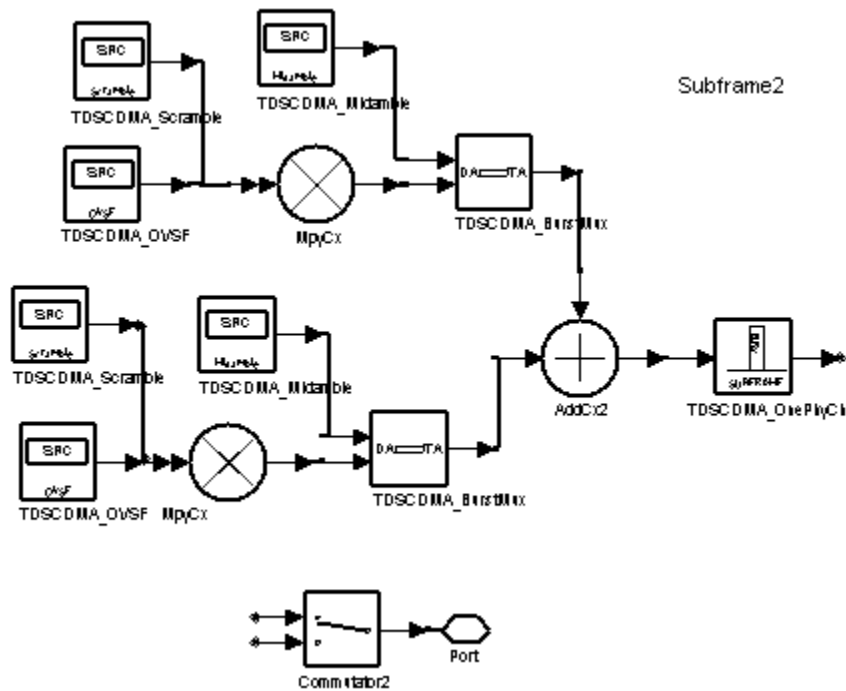 SRC
SRC
TDSCDMA_Scramble
TDSCDMA_Midamble
Subframe2
SRC
OVSF
TDSCDMA_OVSF
MpyCx
DATA
TDSCDMA_BurstMux
SRC
TDSCDMA_Scramble
SRC
TDSCDMA_Midamble
AddCx2
TDSCDMA_OnePhyCh
SRC
OVSF
TDSCDMA_OVSF
MpyCx
DATA
TDSCDMA_BurstMux
Commutator2
Port